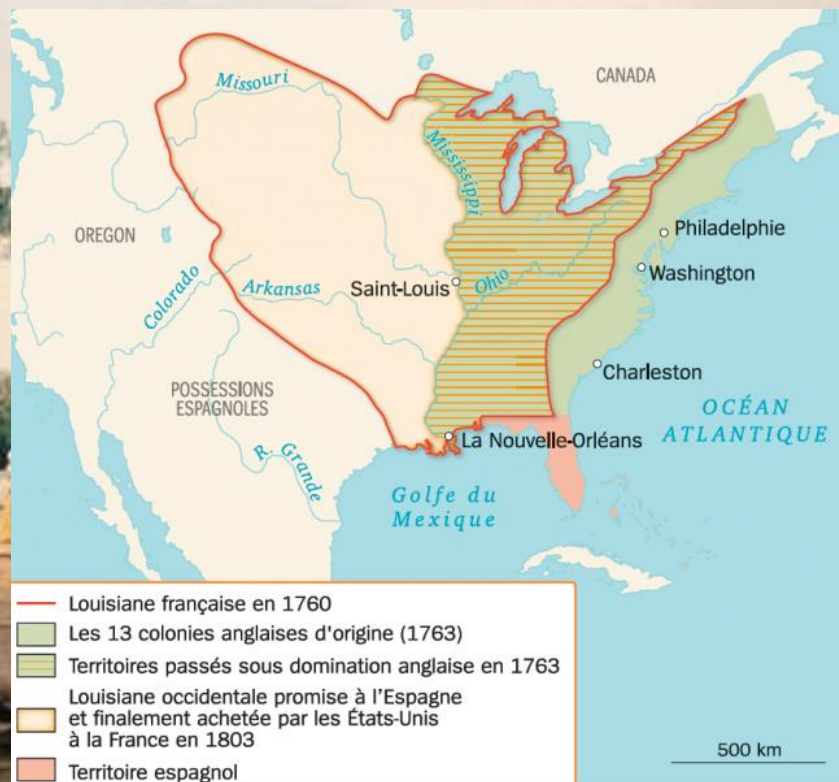 CANADA
Missouri
Mississippi
OREGON
Philadelphie
Washington
Saint-Louis
Ohio
Colorado
Arkansas
Charleston
POSSESSIONS
ESPAGNOLES
OCÉAN
ATLANTIQUE
La Nouvelle-Orléans
R. Grande
Golfe du
Mexique
Louisiane française en 1760
Les 13 colonies anglaises d'origine (1763)
Territoires passés sous domination anglaise en 1763
Louisiane occidentale promise à l'Espagne
et finalement achetée par les États-Unis
à la France en 1803
Territoire espagnol
500 km